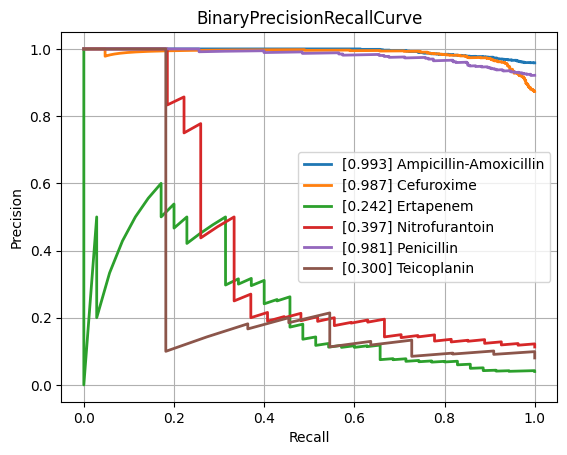 BinaryPrecisionRecallCurve
1.0
0.8
0.6
0.4
0.2
0.0
Precision
[0.993] Ampicillin-Amoxicillin
[0.987] Cefuroxime
[0.242] Ertapenem
[0.397] Nitrofurantoin
[0.981] Penicillin
[0.300] Teicoplanin
0.0 0.2 0.4 0.6 0.8 1.0
Recall